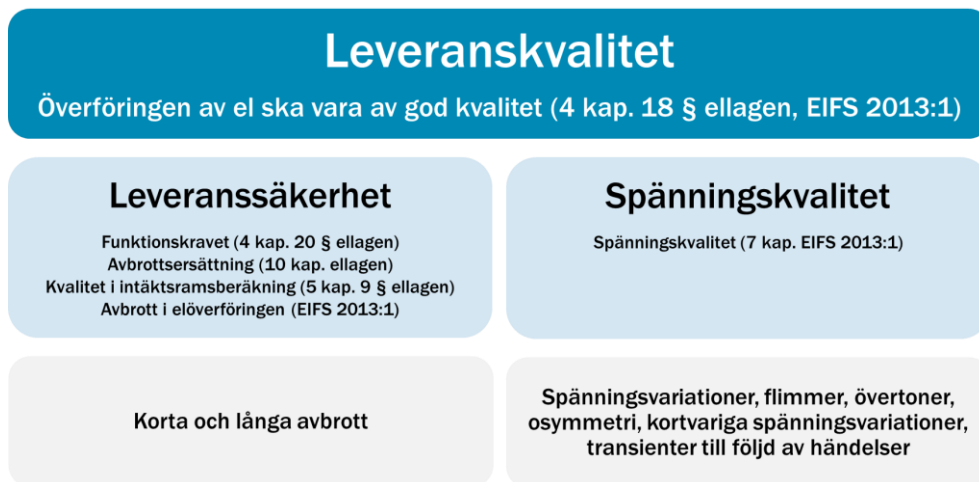 Leveranskvalitet
Överföringen av el ska vara av god kvalitet (4 kap. 18 § ellagen, EIFS 2013:1)
Leveranssäkerhet
Funktionskravet (4 kap. 20 § ellagen)
Avbrottsersättning (10 kap. ellagen)
Kvalitet i intäktsramsberäkning (5 kap. 9 § ellagen)
Avbrott i elöverföringen (EIFS 2013:1)
Spänningskvalitet
Spänningskvalitet (7 kap. EIFS 2013:1)
Korta och långa avbrott
Spänningsvariationer, flimmer, övertoner,
osymmetri, kortvariga spänningsvariationer,
transienter till följd av händelser